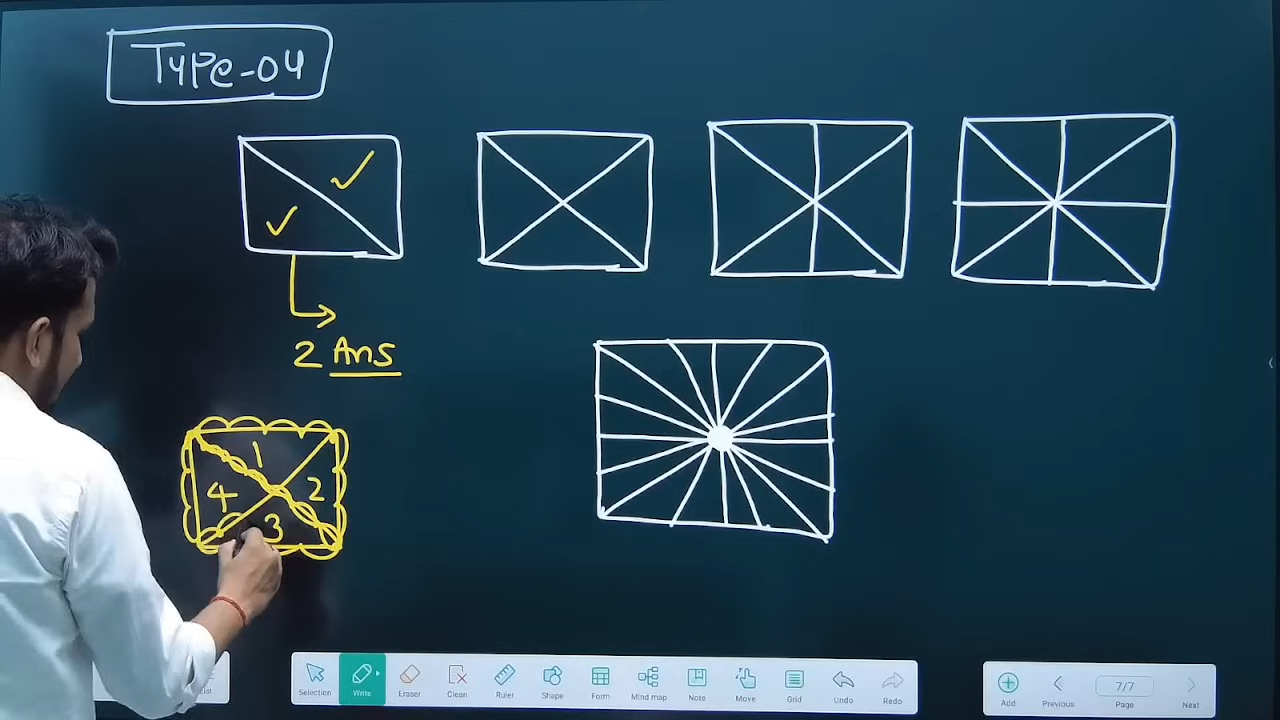 Type-04
2 Ans
1
4 2
3
Selection Write Eraser Clean Ruler Shape Form Mind map Note Move Grid Undo Redo
7/7
Add Previous Page Next